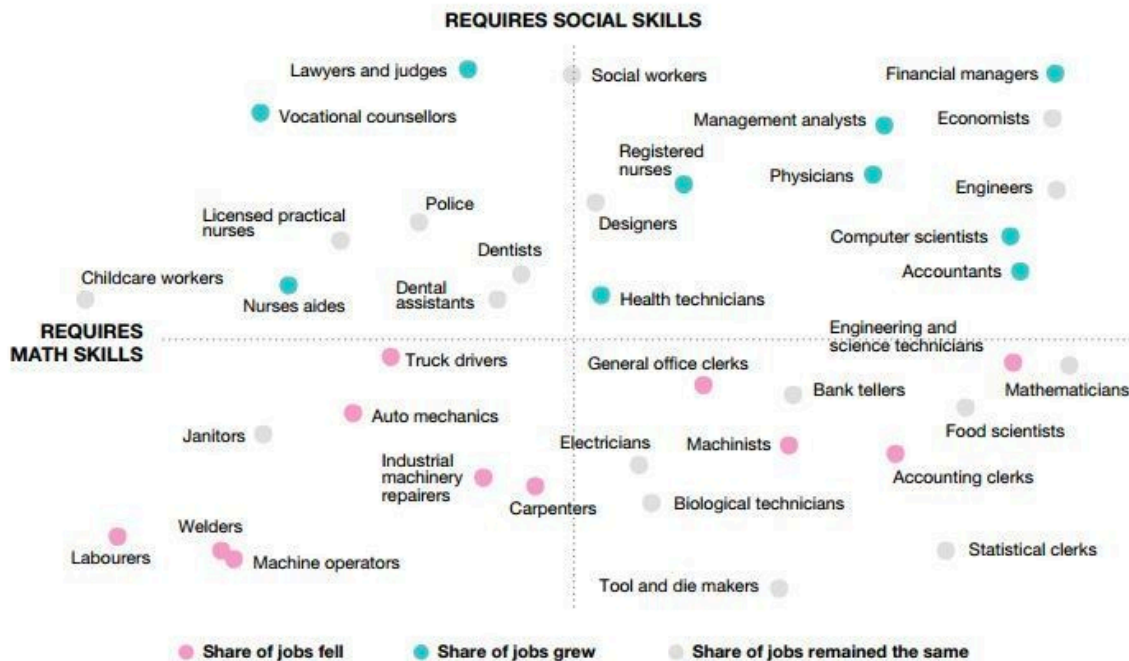 REQUIRES SOCIAL SKILLS
Lawyers and judges
Social workers
Financial managers
Vocational counsellors
Management analysts
Economists
Registered
nurses
Physicians
Engineers
Police
Licensed practical
nurses
Designers
Computer scientists
Dentists
Childcare workers
Nurses aides
Dental
assistants
Health technicians
Accountants
REQUIRES
MATH SKILLS
Truck drivers
General office clerks
Engineering and
science technicians
Bank tellers
Mathematicians
Auto mechanics
Janitors
Electricians
Machinists
Food scientists
Industrial
machinery
repairers
Carpenters
Accounting clerks
Biological technicians
Welders
Labourers
Machine operators
Statistical clerks
Tool and die makers
Share of jobs fell
Share of jobs grew
Share of jobs remained the same